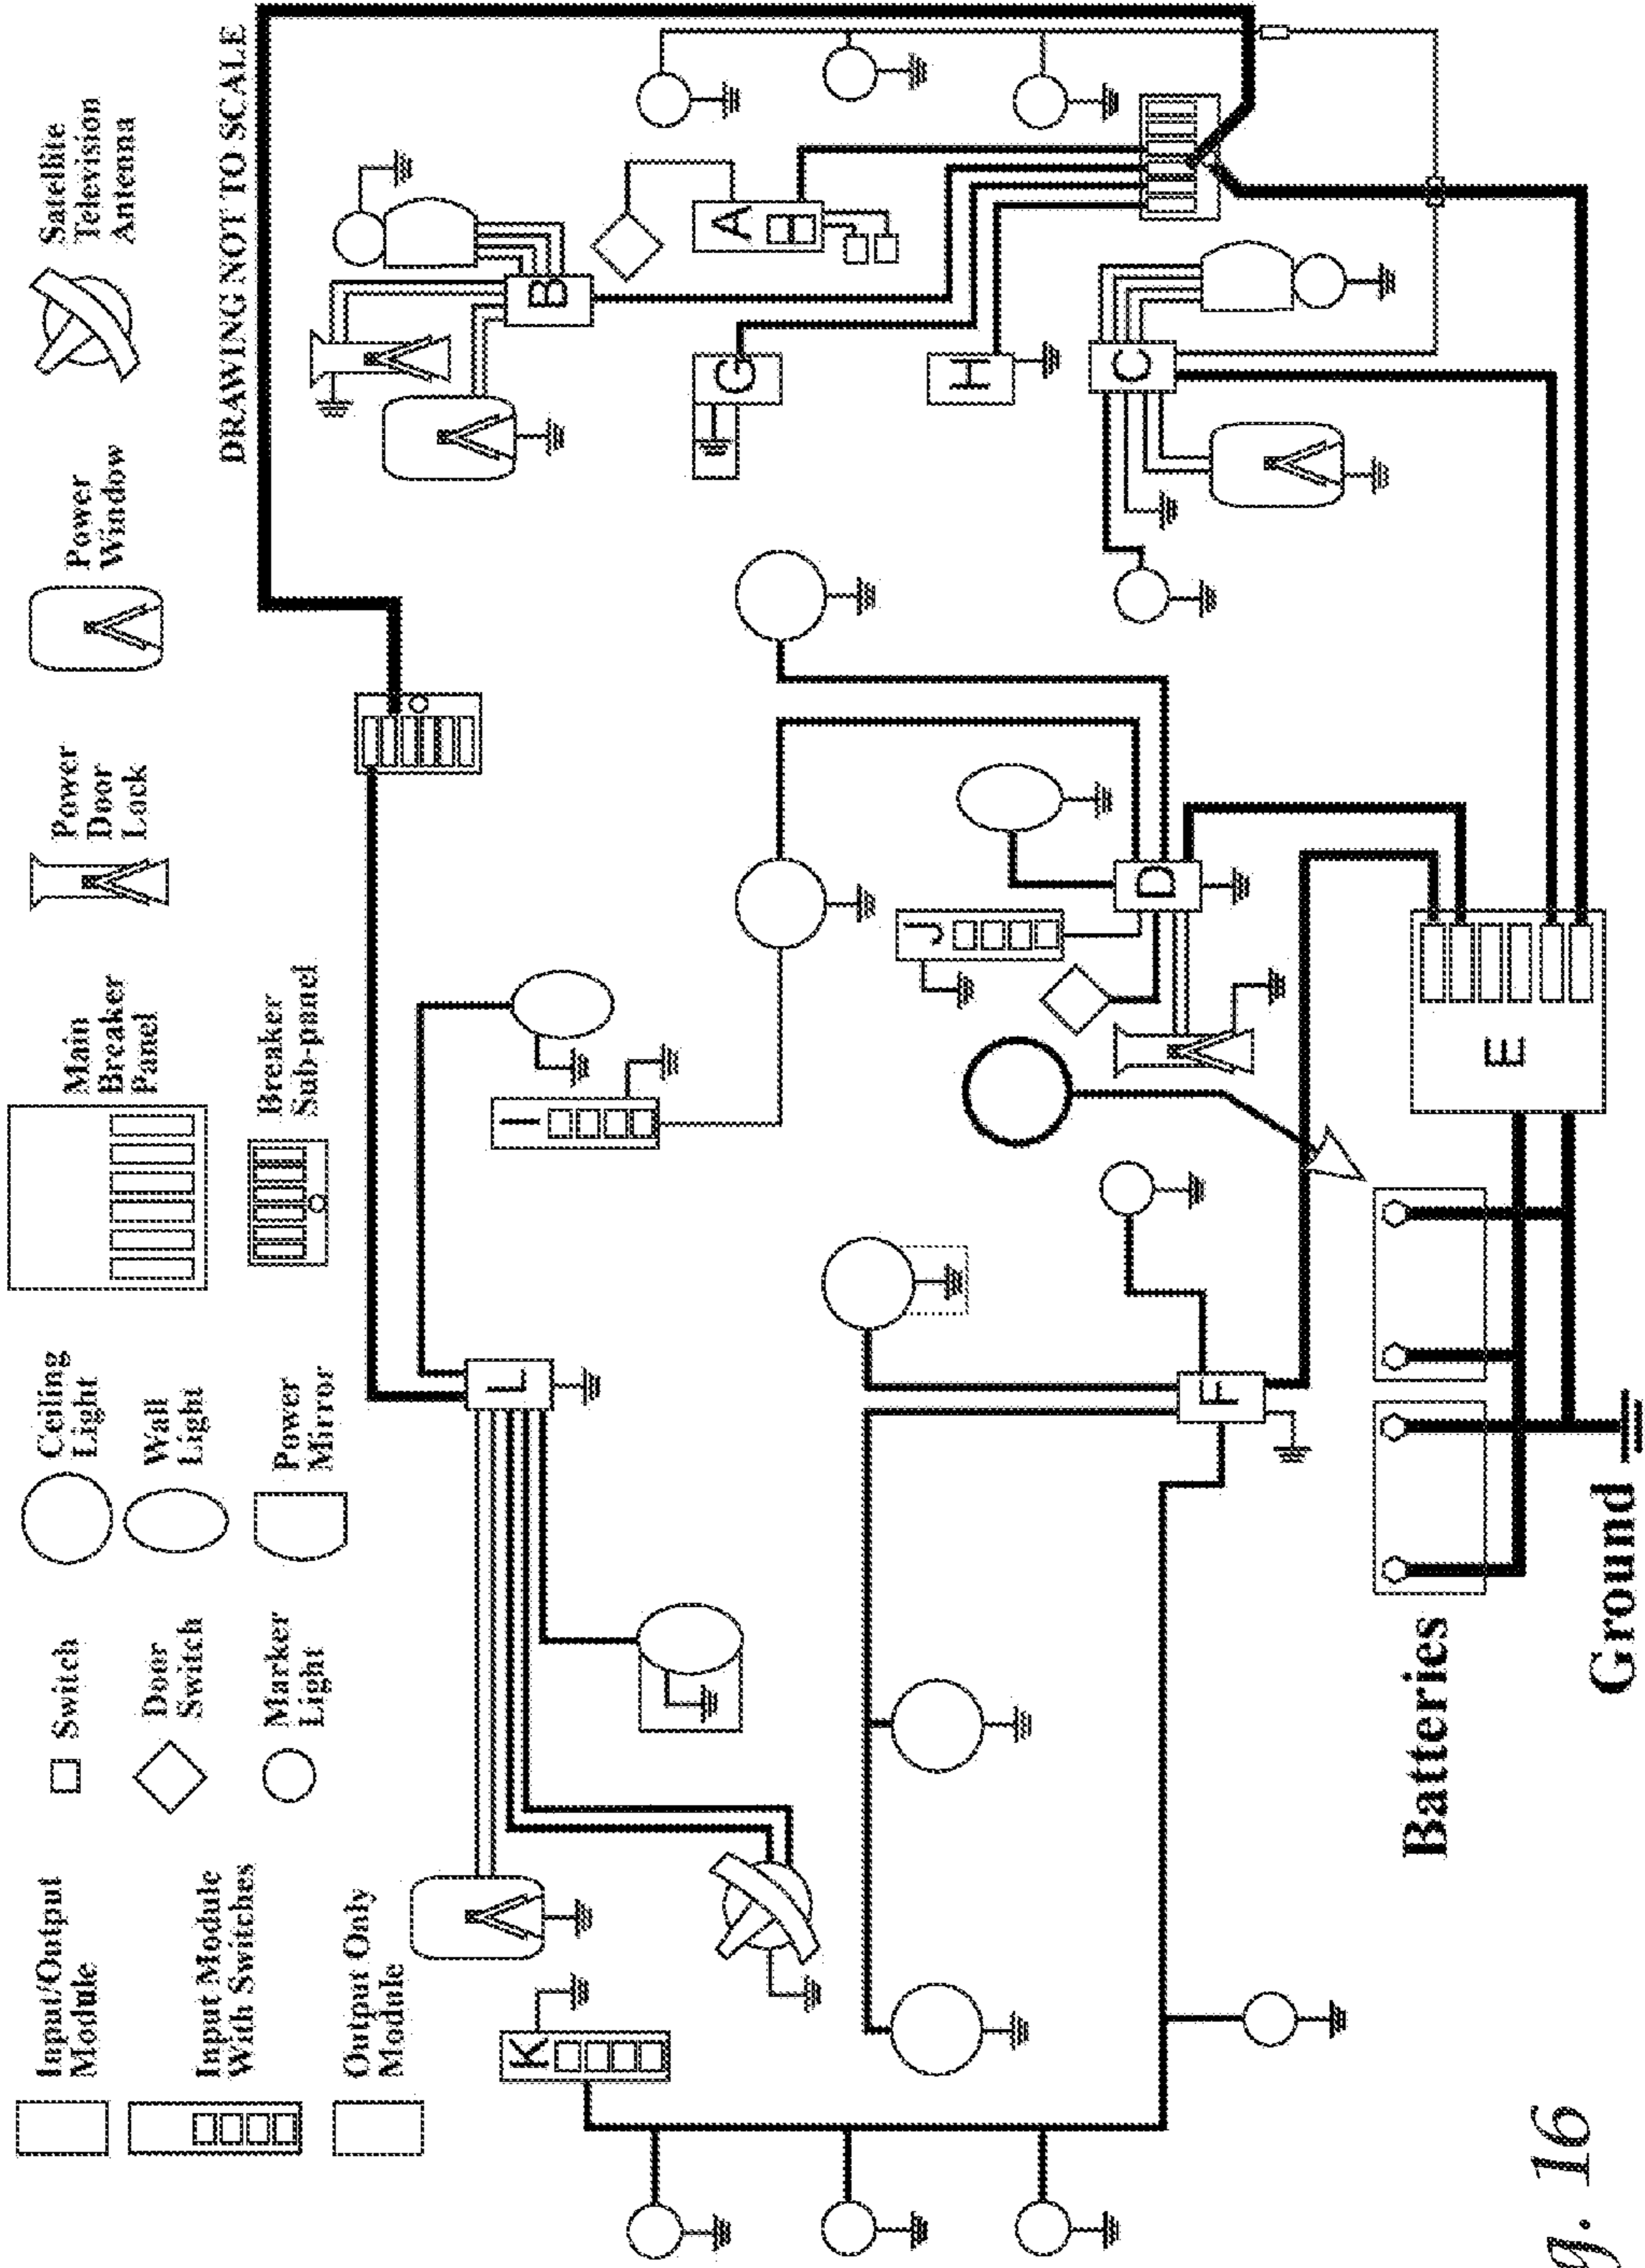 Input/Output
Module
Input Module
With Switches
Output Only
Module
Switch
Door
Switch
Marker
Light
Ceiling
Light
Wall
Light
Power
Mirror
Main
Breaker
Panel
Breaker
Sub-panel
Power
Door
Lock
Power
Window
Satellite
Television
Antenna
DRAWING NOT TO SCALE
K
L
I
B
A
G
H
C
J
D
F
E
Batteries
Ground
g. 16